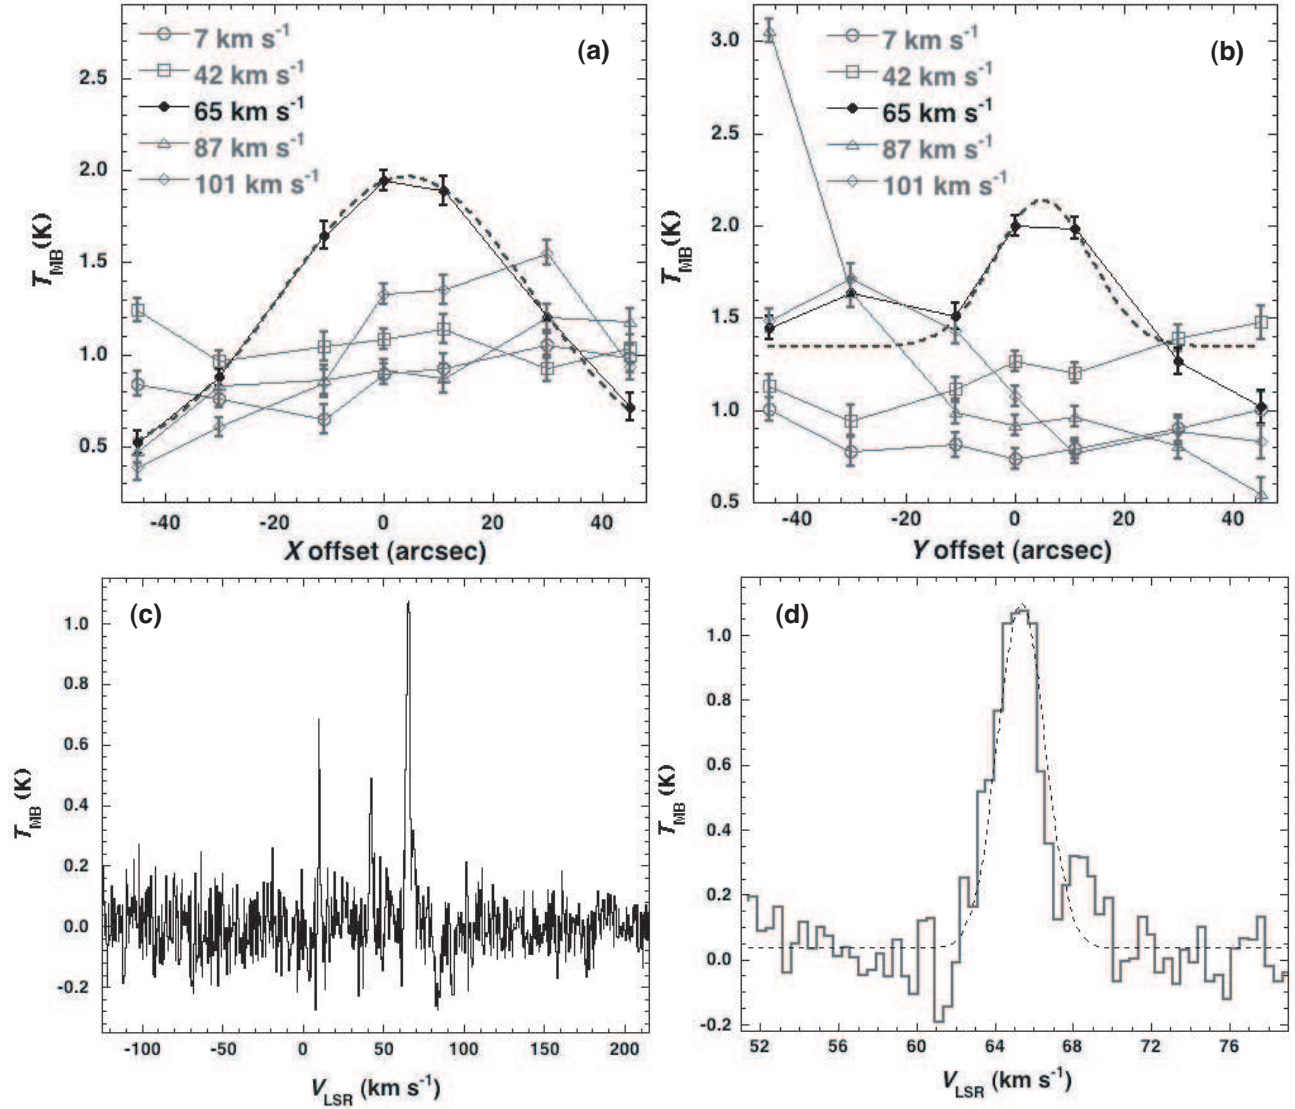 (a)
7 km s-1
42 km s-1
65 km s-1
87 km s-1
101 km s-1
2.5
2.0
1.5
1.0
0.5
TMB(K)
-40 -20 0 20 40
X offset (arcsec)
(b)
7 km s-1
42 km s-1
65 km s-1
87 km s-1
101 km s-1
3.0
2.5
2.0
1.5
1.0
0.5
TMB(K)
-40 -20 0 20 40
Y offset (arcsec)
(c)
1.0
0.8
0.6
0.4
0.2
0.0
-0.2
TMB (K)
-100 -50 0 50 100 150 200
VLSR (km s-1)
(d)
1.0
0.8
0.6
0.4
0.2
0.0
-0.2
TMB (K)
52 56 60 64 68 72 76
VLSR (km s-1)